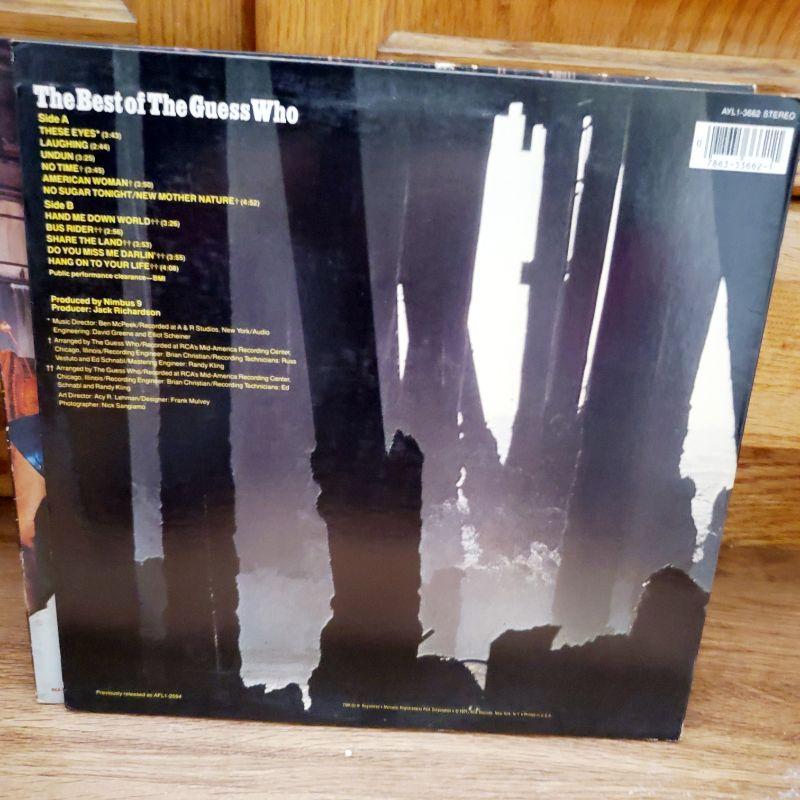 The Best of The Guess Who
AYL1-3662 STEREO
Side A
THESE EYES* (3:43)
LAUGHING (2:44)
UNDUN (3:25)
NO TIME† (3:45)
AMERICAN WOMAN† (3:50)
NO SUGAR TONIGHT/NEW MOTHER NATURE† (4:52)
Side B
HAND ME DOWN WORLD†† (3:26)
BUS RIDER†† (2:56)
SHARE THE LAND†† (3:53)
DO YOU MISS ME DARLIN'†† (3:55)
HANG ON TO YOUR LIFE†† (4:08)
Public performance clearance—BMI
0 7863-53662-1
Produced by Nimbus 9
Producer: Jack Richardson
* Music Director: Ben McPeek/Recorded at A & R Studios, New York/Audio
Engineering: David Greene and Elliot Scheiner
† Arranged by The Guess Who/Recorded at RCA's Mid-America Recording Center,
Chicago, Illinois/Recording Engineer: Brian Christian/Recording Technicians: Russ
Vestuto and Ed Schnabl/Mastering Engineer: Randy Kling
†† Arranged by The Guess Who/Recorded at RCA's Mid-America Recording Center,
Chicago, Illinois/Recording Engineer: Brian Christian/Recording Technicians: Ed
Schnabl and Randy Kling
Art Director: Acy R. Lehman/Designer: Frank Mulvey
Photographer: Nick Sangiamo
Previously released as AFL1-2594